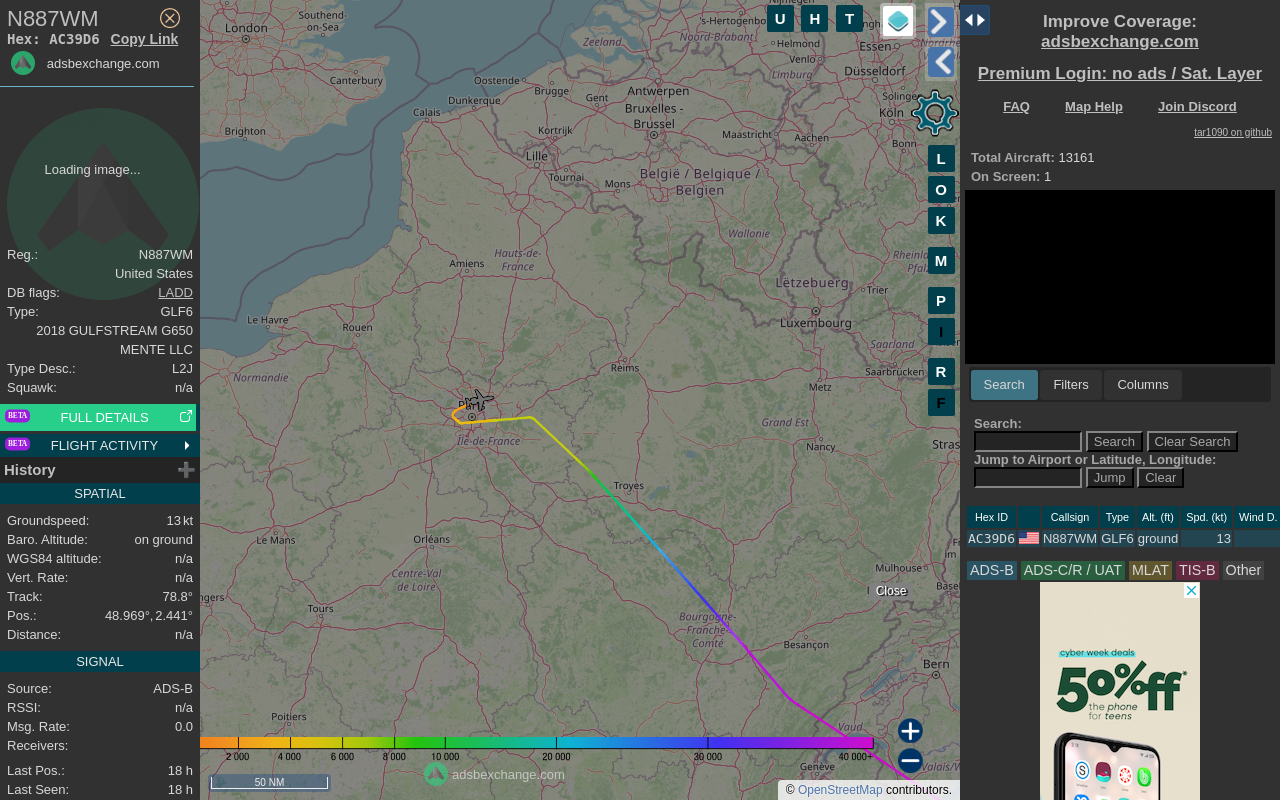 N887WM
Hex: AC39D6 Copy Link
adsbexchange.com
Loading image...
Reg.: N887WM
United States
DB flags: LADD
Type: GLF6
2018 GULFSTREAM G650
MENTE LLC
Type Desc.: L2J
Squawk: n/a
BETA FULL DETAILS
BETA FLIGHT ACTIVITY
History
SPATIAL
Groundspeed: 13 kt
Baro. Altitude: on ground
WGS84 altitude: n/a
Vert. Rate: n/a
Track: 78.8°
Pos.: 48.969°, 2.441°
Distance: n/a
SIGNAL
Source: ADS-B
RSSI: n/a
Msg. Rate: 0.0
Receivers:
Last Pos.: 18 h
Last Seen: 18 h
U H T
L
O
K
M
P
I
R
F
London
Southend-on-Sea
Canterbury
Brighton
Calais
Dunkerque
Oostende
Brugge
Gent
Zeeland
's-Hertogenbosch
Noord-Brabant
Helmond
Venlo
Limburg
Essen
Düsseldorf
Antwerpen
Bruxelles - Brussel
Kortrijk
Lille
Tournai
Mons
Maastricht
Aachen
Solingen
Köln
Bonn
België / Belgique / Belgien
Wallonie
Lëtzebuerg
Luxembourg
Trier
Saarland
Saarbrücken
Hauts-de-France
Amiens
Le Havre
Rouen
Normandie
Reims
Metz
Grand Est
Nancy
Paris
Île-de-France
Troyes
Le Mans
Orléans
Centre-Val de Loire
Tours
Mulhouse
Bourgogne-Franche-Comté
Besançon
Bern
Poitiers
Vaud
Genève
Close
2 000 4 000 6 000 8 000 10 000 20 000 30 000 40 000+
adsbexchange.com
50 NM
© OpenStreetMap contributors.
Improve Coverage:
adsbexchange.com
Premium Login: no ads / Sat. Layer
FAQ Map Help Join Discord
tar1090 on github
Total Aircraft: 13161
On Screen: 1
Search Filters Columns
Search:
Search Clear Search
Jump to Airport or Latitude, Longitude:
Jump Clear
Hex ID Callsign Type Alt. (ft) Spd. (kt) Wind D.
AC39D6 N887WM GLF6 ground 13
ADS-B ADS-C/R / UAT MLAT TIS-B Other
cyber week deals
50% off*
the phone
for teens